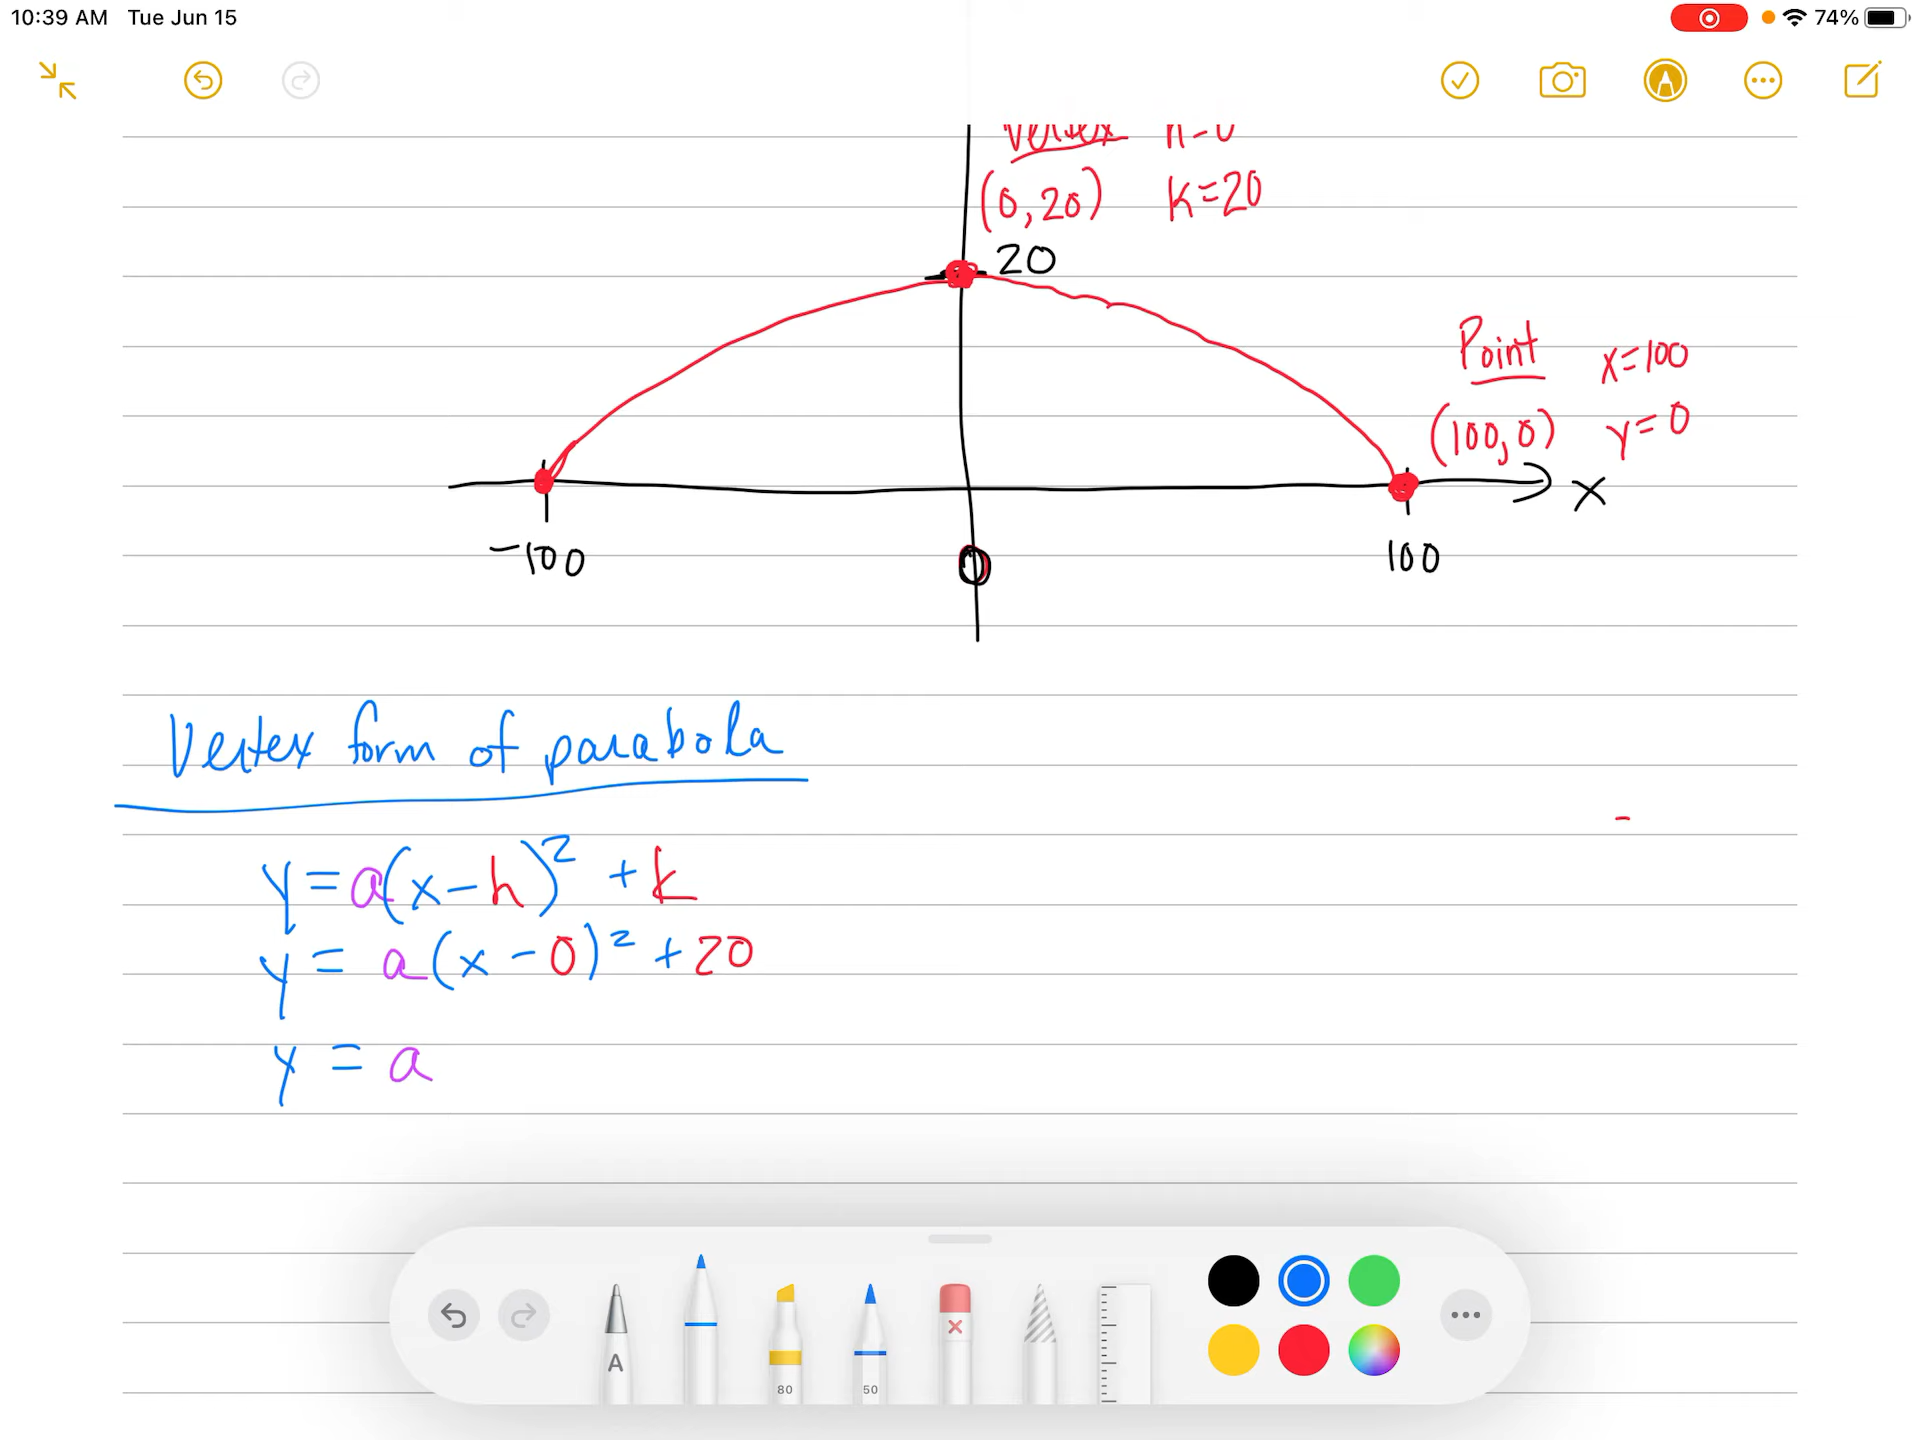 10:39 AM Tue Jun 15 74%
Vertex
(0,20) k=20
20
Point x=100
(100,0) y=0
x
-100 0 100
Vertex form of parabola
y=a(x-h)² +k
y = a(x-0)² +20
-
y = a
A 80 50